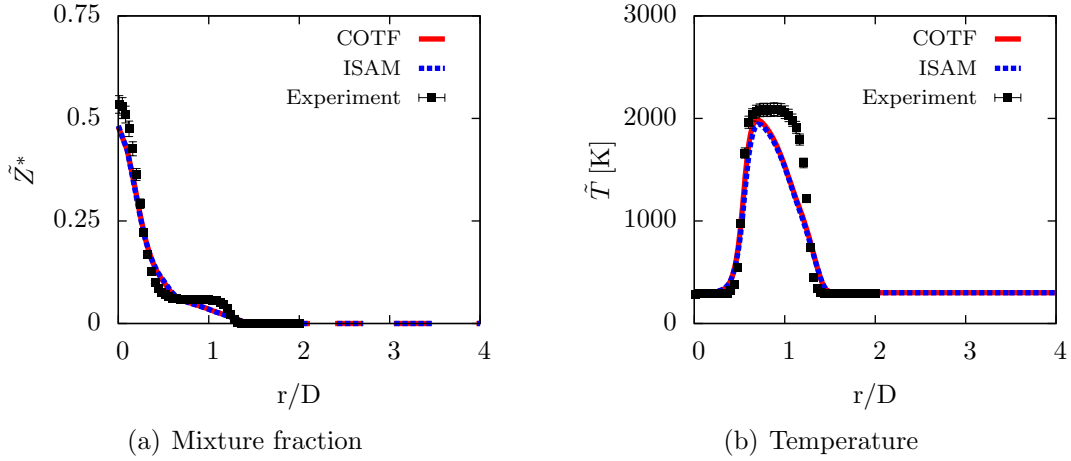 0.75
0.5
0.25
0
0 1 2 3 4
Z̃*
r/D
COTF
ISAM
Experiment
(a) Mixture fraction
3000
2000
1000
0
0 1 2 3 4
T̃ [K]
r/D
COTF
ISAM
Experiment
(b) Temperature